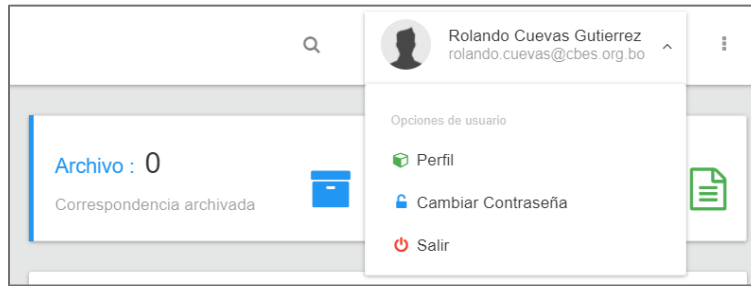 Rolando Cuevas Gutierrez
rolando.cuevas@cbes.org.bo
Opciones de usuario
Perfil
Cambiar Contraseña
Salir
Archivo : 0
Correspondencia archivada